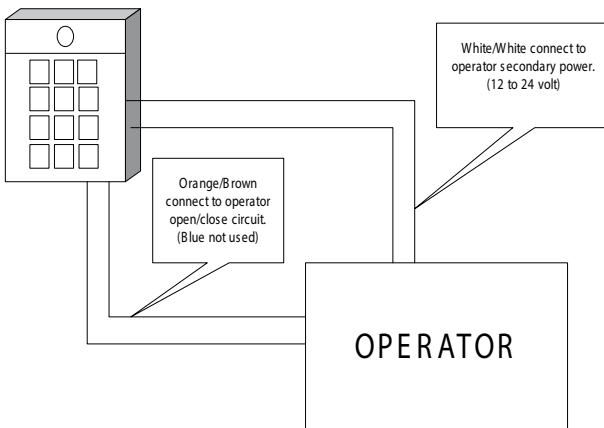 White/White connect to
operator secondary power.
(12 to 24 volt)
Orange/Brown
connect to operator
open/close circuit.
(Blue not used)
OPERATOR